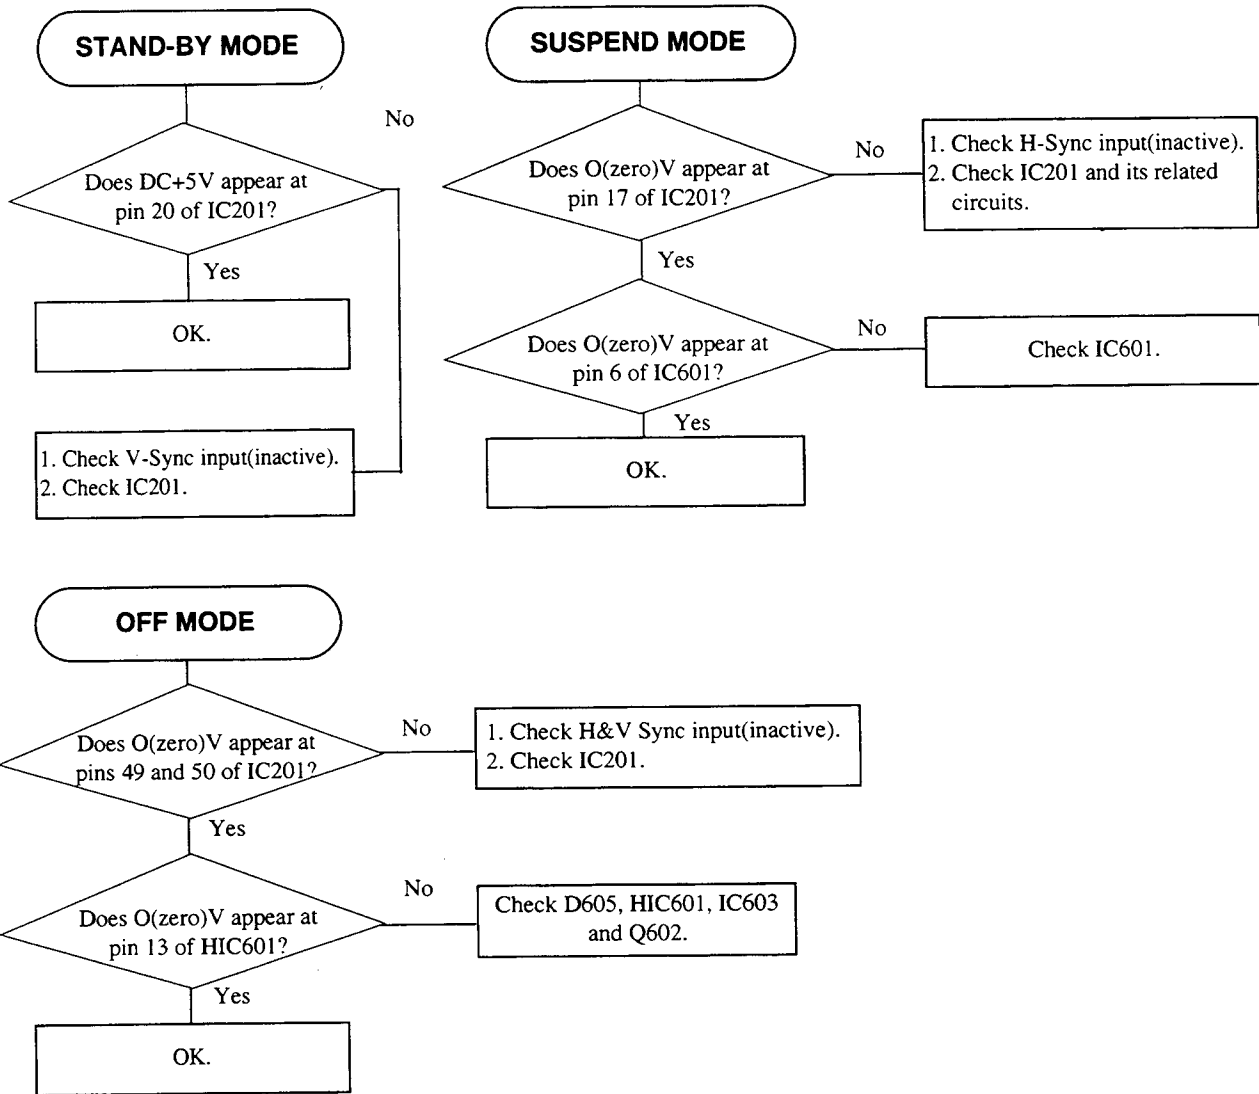 STAND-BY MODE
No
Does DC+5V appear at
pin 20 of IC201?
Yes
OK.
1. Check V-Sync input(inactive).
2. Check IC201.
SUSPEND MODE
Does O(zero)V appear at
pin 17 of IC201?
No
1. Check H-Sync input(inactive).
2. Check IC201 and its related
circuits.
Yes
Does O(zero)V appear at
pin 6 of IC601?
No
Check IC601.
Yes
OK.
OFF MODE
Does O(zero)V appear at
pins 49 and 50 of IC201?
No
1. Check H&V Sync input(inactive).
2. Check IC201.
Yes
Does O(zero)V appear at
pin 13 of HIC601?
No
Check D605, HIC601, IC603
and Q602.
Yes
OK.